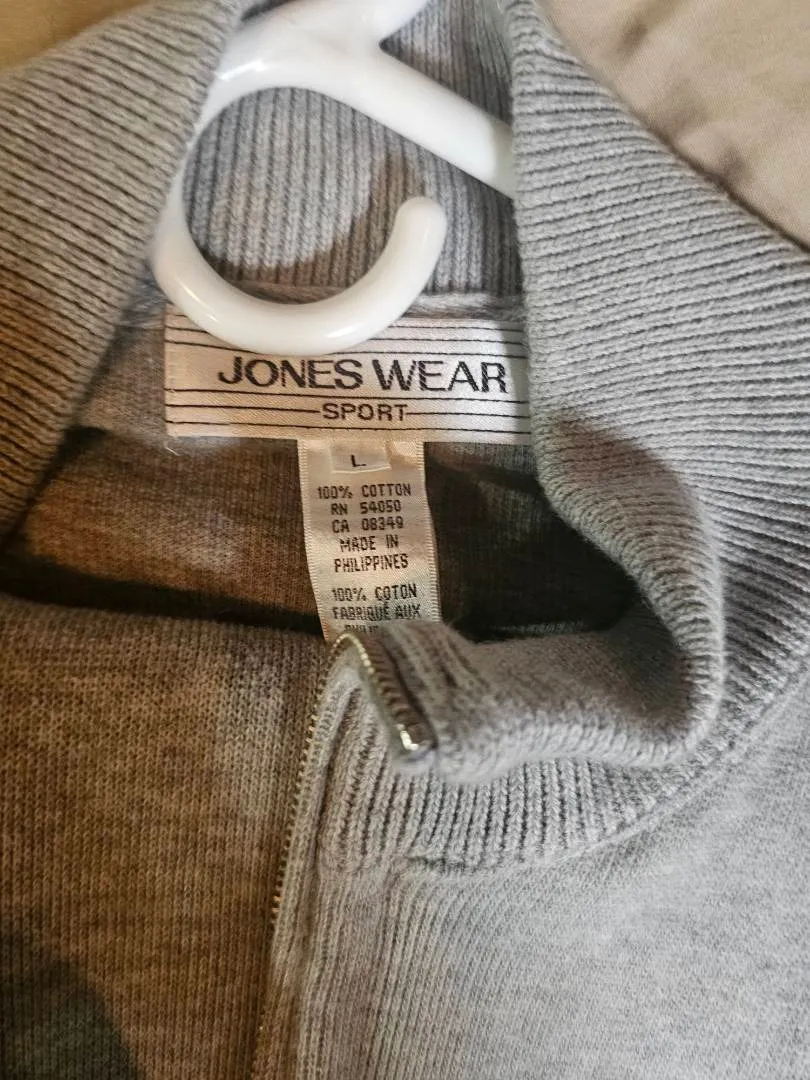 JONES WEAR
SPORT
L
100% COTTON
RN 54050
CA 08349
MADE IN
PHILIPPINES
100% COTON
FABRIQUÉ AUX